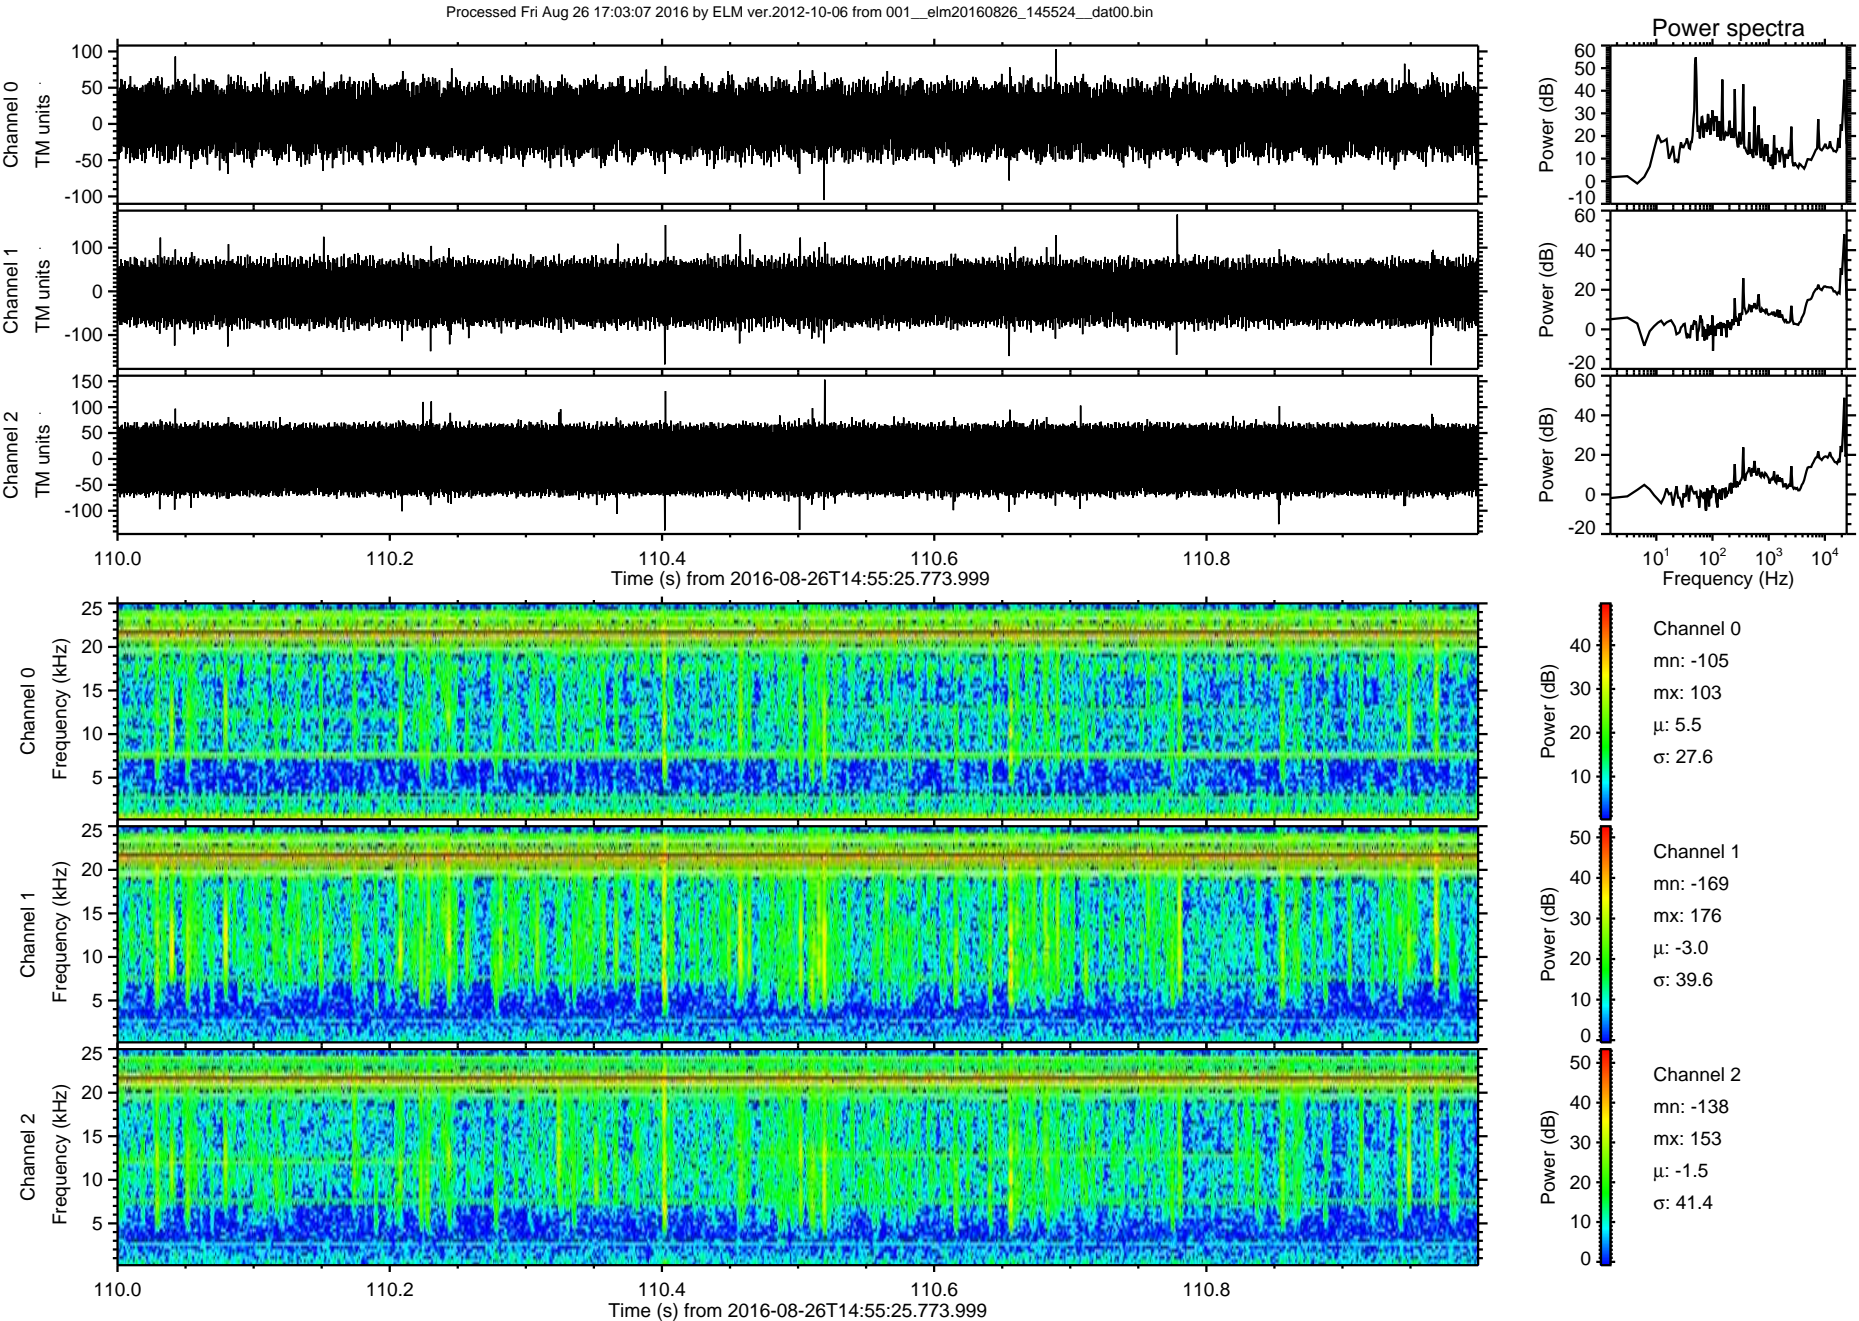 Processed Fri Aug 26 17:03:07 2016 by ELM ver.2012-10-06 from 001__elm20160826_145524__dat00.bin
Power spectra
Channel 0
TM units
100
50
0
-50
-100
Power (dB)
60
50
40
30
20
10
0
-10
Channel 1
TM units
100
0
-100
Power (dB)
60
40
20
0
-20
Channel 2
TM units
150
100
50
0
-50
-100
Power (dB)
60
40
20
0
-20
110.0 110.2 110.4 110.6 110.8
Time (s) from 2016-08-26T14:55:25.773.999
10^1 10^2 10^3 10^4
Frequency (Hz)
Channel 0
Frequency (kHz)
25
20
15
10
5
Power (dB)
40
30
20
10
Channel 0
mn: -105
mx: 103
μ: 5.5
σ: 27.6
Channel 1
Frequency (kHz)
25
20
15
10
5
Power (dB)
50
40
30
20
10
0
Channel 1
mn: -169
mx: 176
μ: -3.0
σ: 39.6
Channel 2
Frequency (kHz)
25
20
15
10
5
Power (dB)
50
40
30
20
10
0
Channel 2
mn: -138
mx: 153
μ: -1.5
σ: 41.4
110.0 110.2 110.4 110.6 110.8
Time (s) from 2016-08-26T14:55:25.773.999